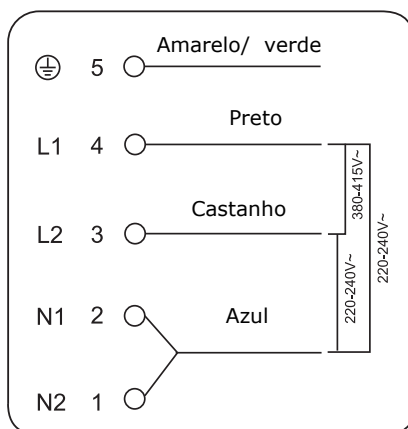 5 Amarelo/ verde
L1 4 Preto
L2 3 Castanho
N1 2 Azul
N2 1
380-415V~
220-240V~
220-240V~